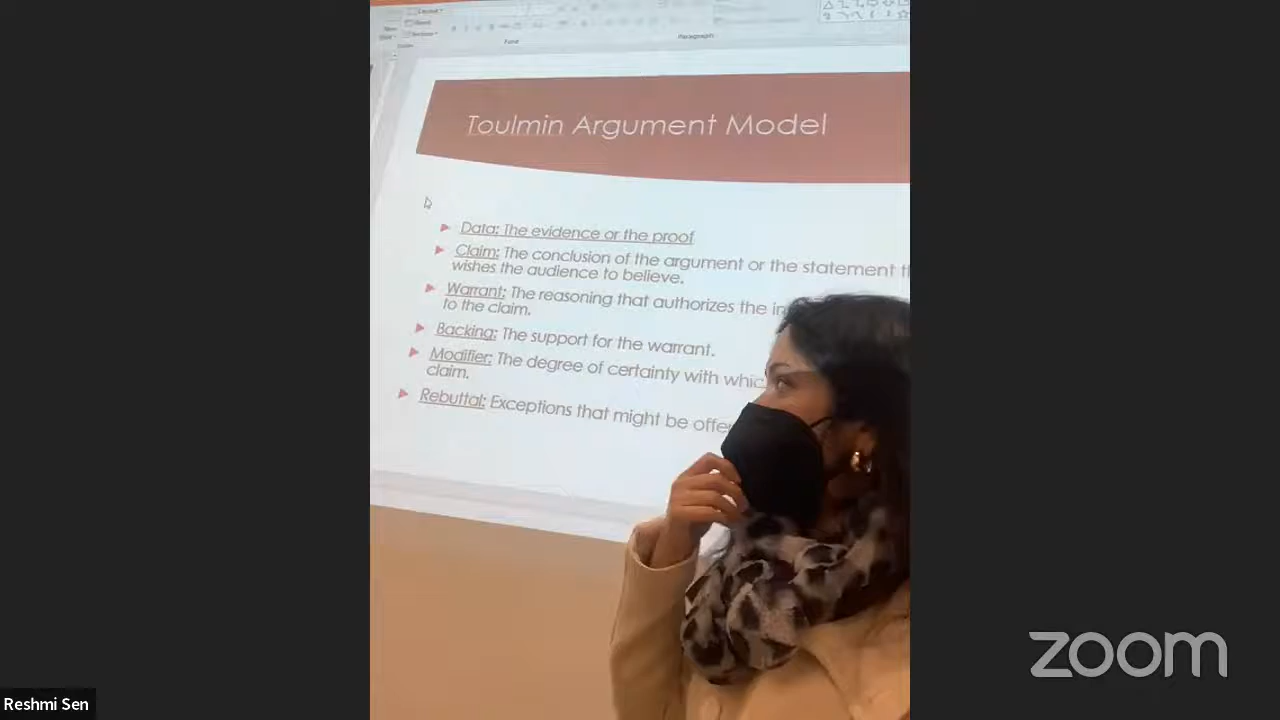 Font
Paragraph
Toulmin Argument Model
Data: The evidence or the proof
Claim: The conclusion of the argument or the statement
wishes the audience to believe.
Warrant: The reasoning that authorizes the
to the claim.
Backing: The support for the warrant.
Modifier: The degree of certainty with
claim.
Rebuttal: Exceptions that might be
zoom
Reshmi Sen